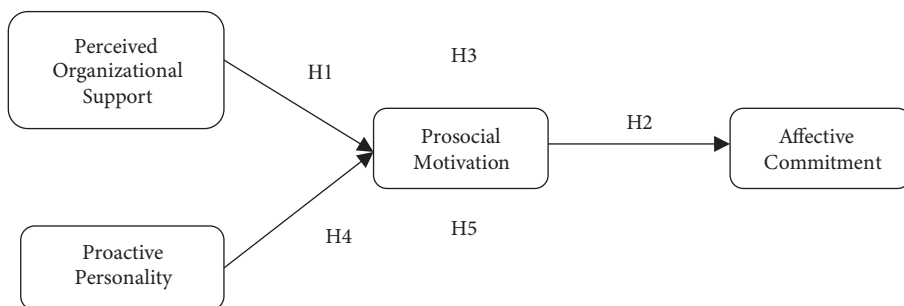 Perceived
Organizational
Support
H1
H3
Prosocial
Motivation
H2
Affective
Commitment
H4
H5
Proactive
Personality